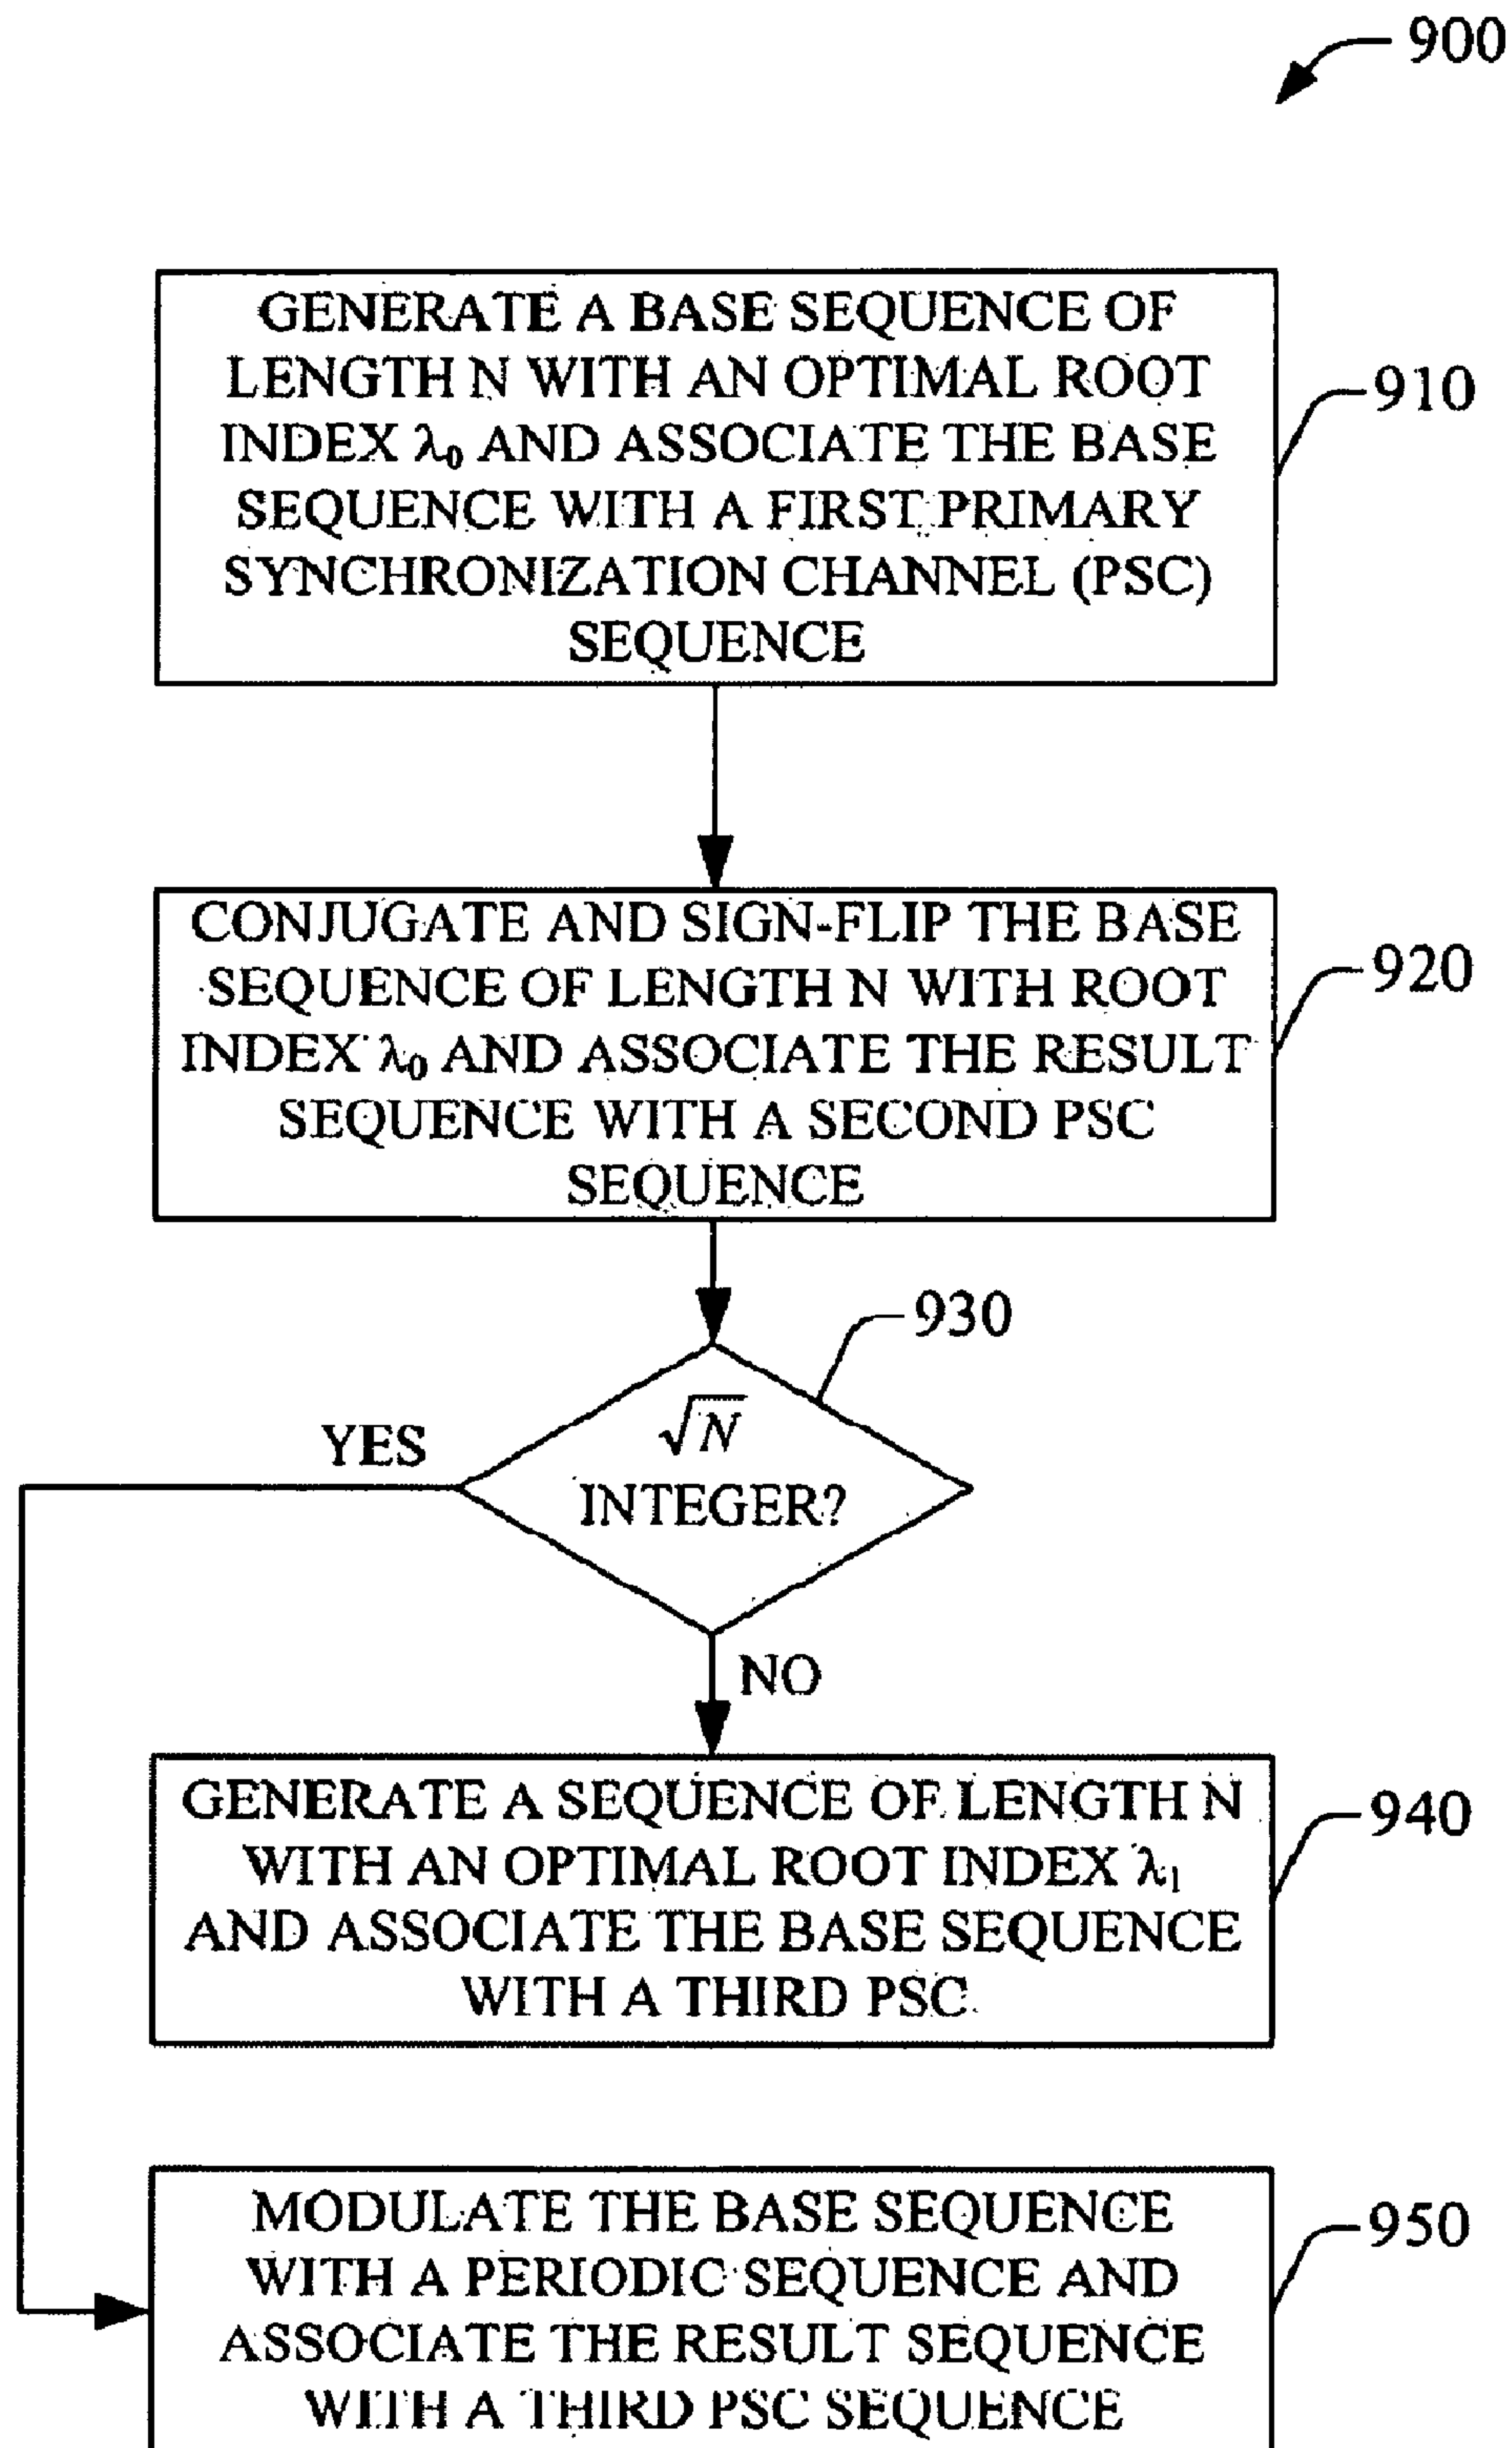 900
GENERATE A BASE SEQUENCE OF
LENGTH N WITH AN OPTIMAL ROOT
INDEX λ₀ AND ASSOCIATE THE BASE
SEQUENCE WITH A FIRST PRIMARY
SYNCHRONIZATION CHANNEL (PSC)
SEQUENCE
910
CONJUGATE AND SIGN-FLIP THE BASE
SEQUENCE OF LENGTH N WITH ROOT
INDEX λ₀ AND ASSOCIATE THE RESULT
SEQUENCE WITH A SECOND PSC
SEQUENCE
920
930
√N
INTEGER?
YES
NO
GENERATE A SEQUENCE OF LENGTH N
WITH AN OPTIMAL ROOT INDEX λ₁
AND ASSOCIATE THE BASE SEQUENCE
WITH A THIRD PSC
940
MODULATE THE BASE SEQUENCE
WITH A PERIODIC SEQUENCE AND
ASSOCIATE THE RESULT SEQUENCE
WITH A THIRD PSC SEQUENCE
950